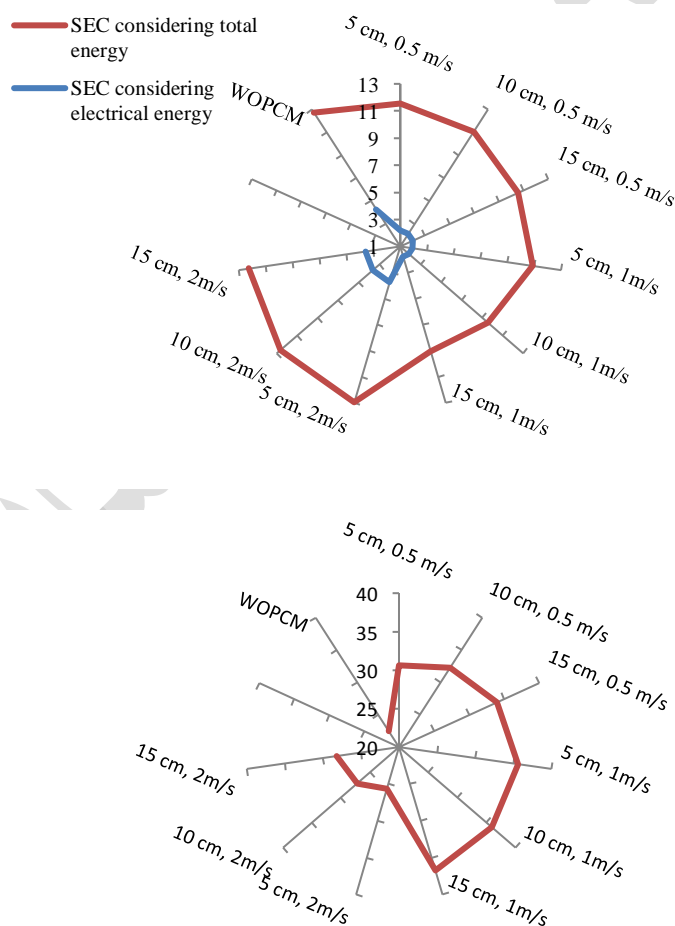 SEC considering total
energy
SEC considering
electrical energy
5 cm, 0.5 m/s
10 cm, 0.5 m/s
15 cm, 0.5 m/s
5 cm, 1m/s
10 cm, 1m/s
15 cm, 1m/s
5 cm, 2m/s
10 cm, 2m/s
15 cm, 2m/s
WOPCM
13
11
9
7
5
3
1
5 cm, 0.5 m/s
10 cm, 0.5 m/s
15 cm, 0.5 m/s
5 cm, 1m/s
10 cm, 1m/s
15 cm, 1m/s
5 cm, 2m/s
10 cm, 2m/s
15 cm, 2m/s
WOPCM
40
35
30
25
20